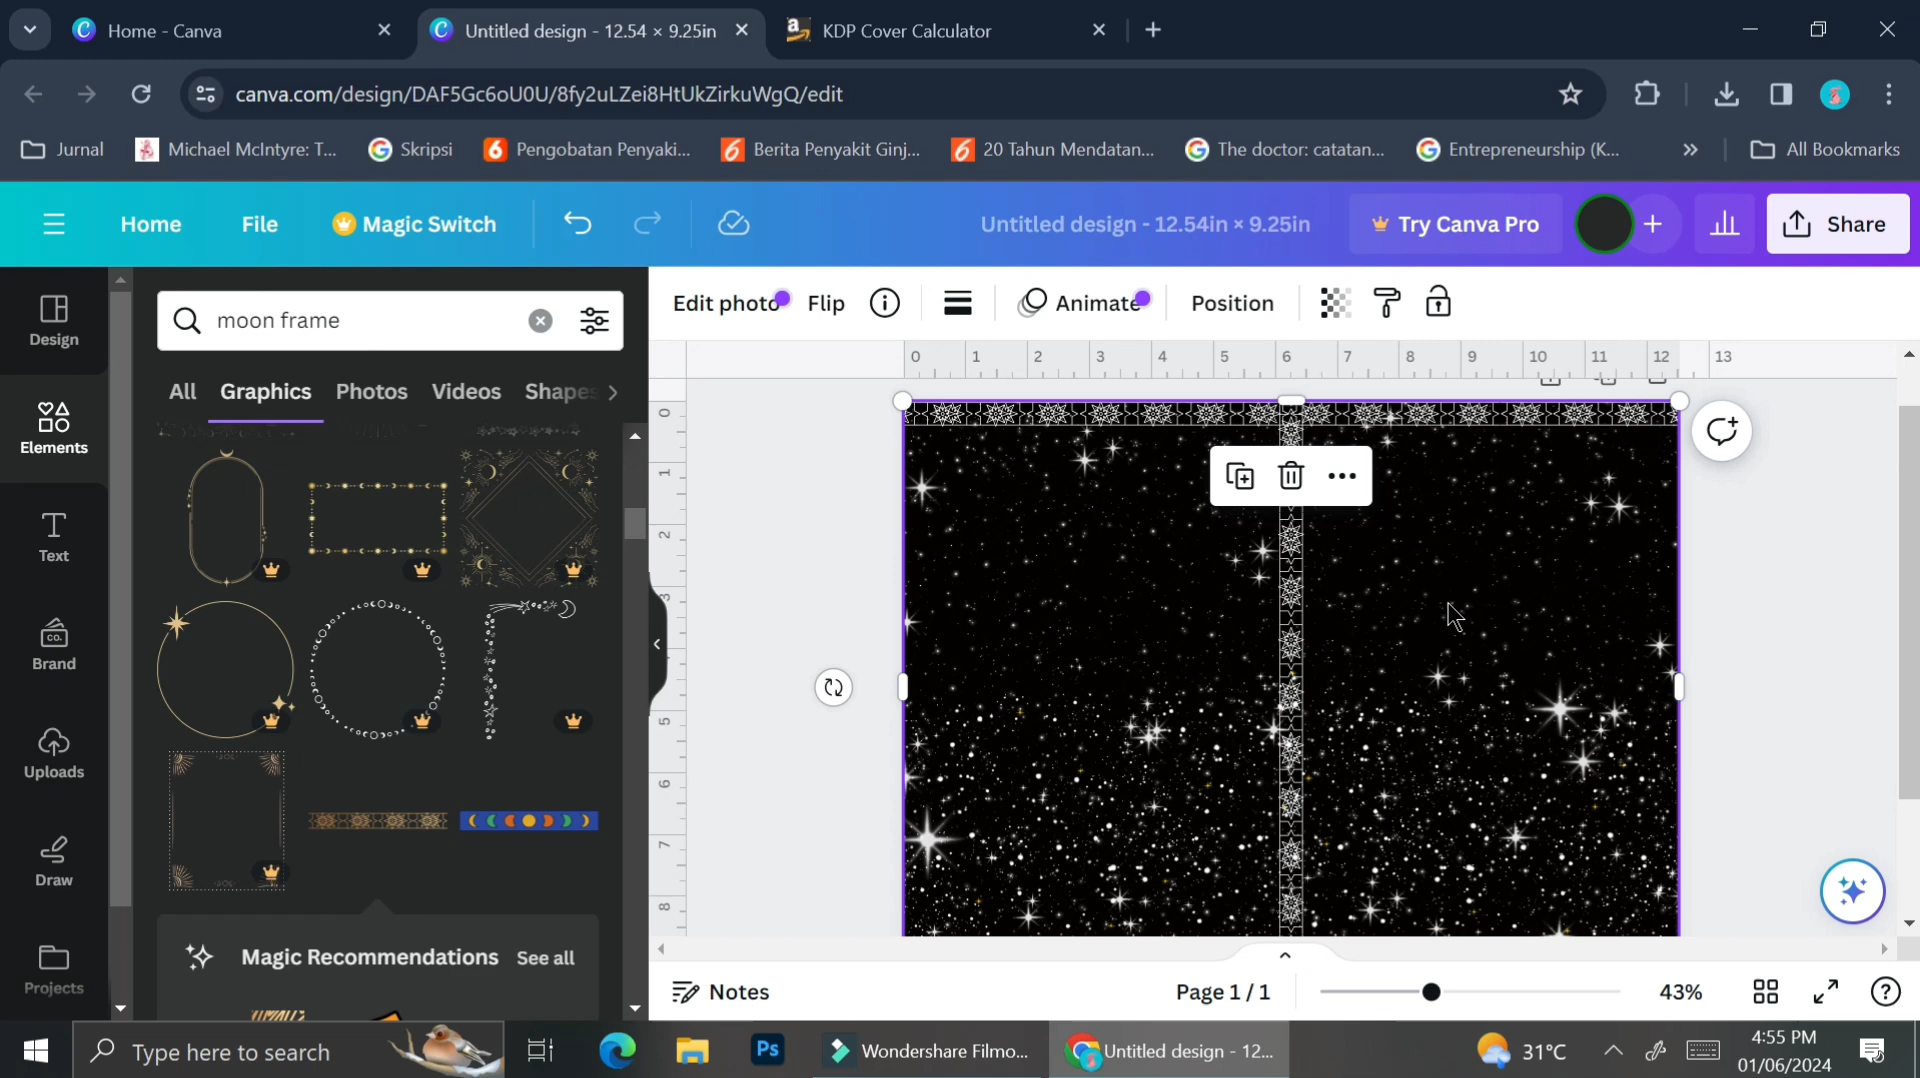 Home - Canva
Untitled design - 12.54 × 9.25in
KDP Cover Calculator
canva.com/design/DAF5Gc6oU0U/8fy2uLZei8HtUkZirkuWgQ/edit
Jurnal
Michael McIntyre: T...
Skripsi
Pengobatan Penyaki...
Berita Penyakit Ginj...
20 Tahun Mendatan...
The doctor: catatan...
Entrepreneurship (K...
All Bookmarks
Home
File
Magic Switch
Untitled design - 12.54in × 9.25in
Try Canva Pro
Share
Design
Elements
Text
CO.
Brand
Uploads
Draw
Projects
moon frame
All
Graphics
Photos
Videos
Shapes
Magic Recommendations
See all
Edit photo
Flip
Animate
Position
0 1 2 3 4 5 6 7 8 9 10 11 12 13
0
1
2
3
5
6
7
8
Notes
Page 1 / 1
43%
Type here to search
Ps
Wondershare Filmo...
Untitled design - 12...
31°C
4:55 PM
01/06/2024